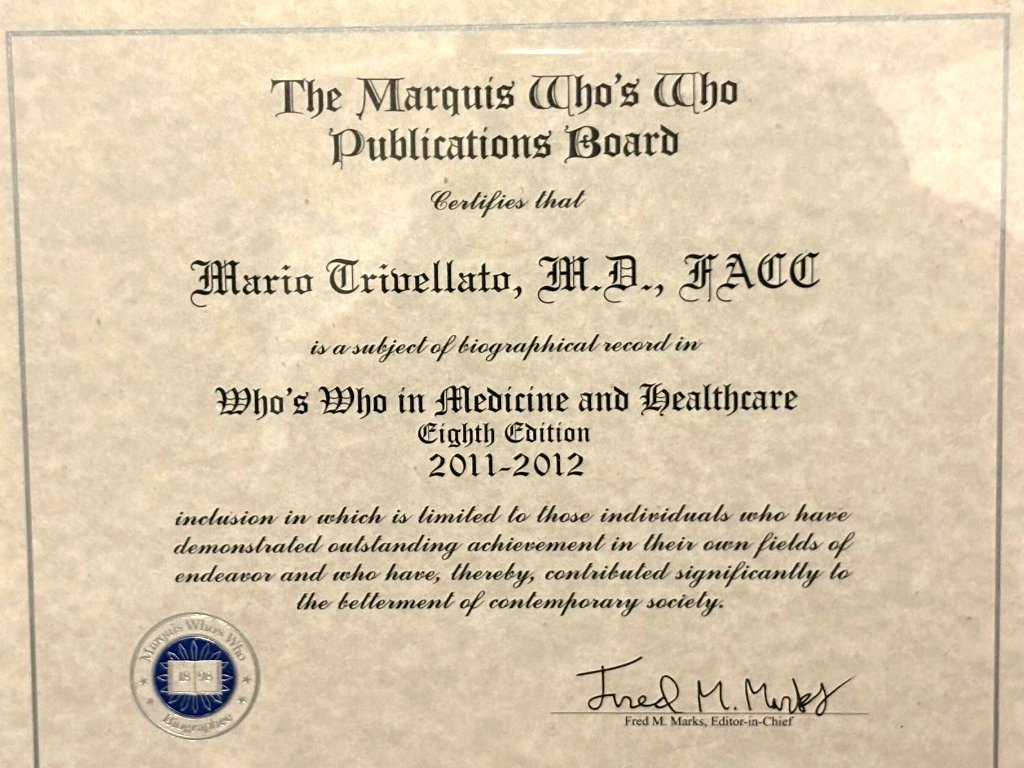 The Marquis Who's Who
Publications Board
Certifies that
Mario Trivellato, M.D., FACC
is a subject of biographical record in
Who's Who in Medicine and Healthcare
Eighth Edition
2011-2012
inclusion in which is limited to those individuals who have
demonstrated outstanding achievement in their own fields of
endeavor and who have, thereby, contributed significantly to
the betterment of contemporary society.
Marquis Who's Who
18 98
Biographee
Fred M. Marks
Fred M. Marks, Editor-in-Chief